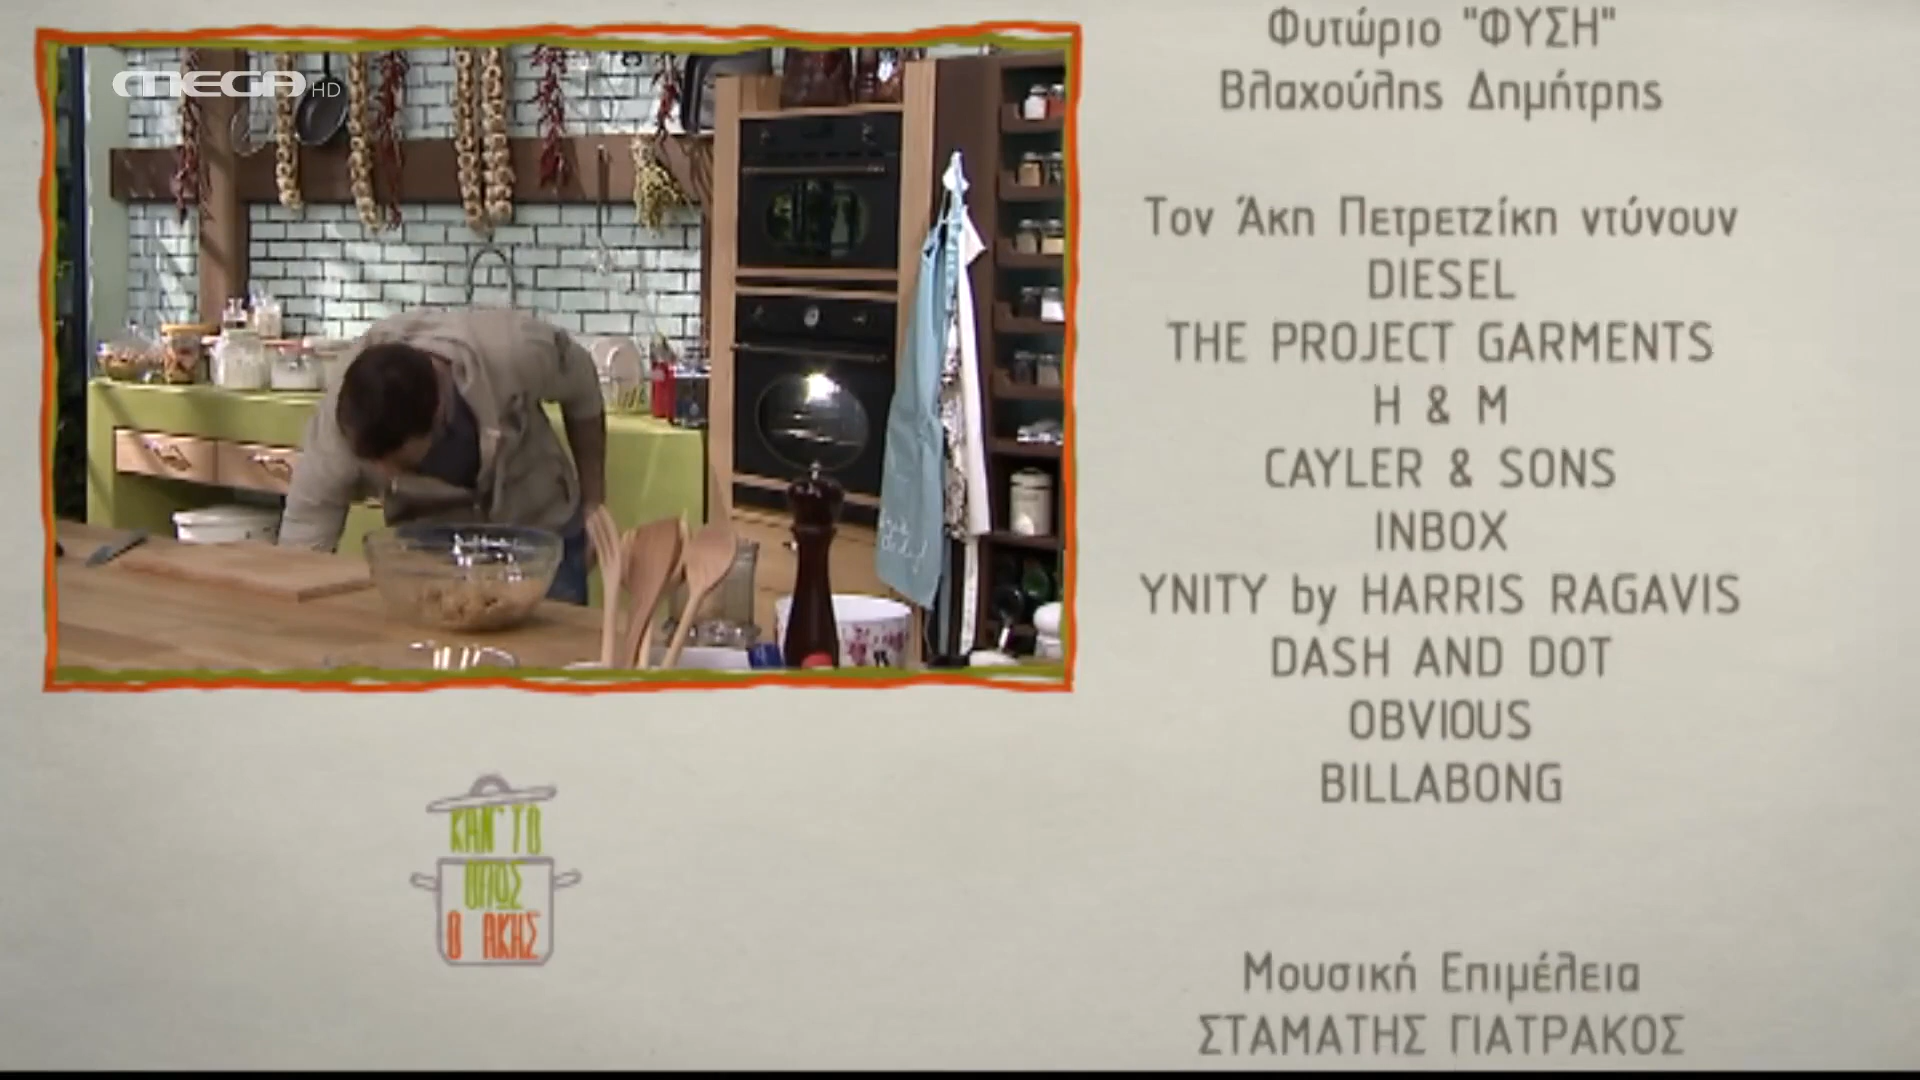 MEGA HD
Φυτώριο "ΦΥΣΗ"
Βλαχούλης Δημήτρης
Τον Άκη Πετρετζίκη ντύνουν
DIESEL
THE PROJECT GARMENTS
H & M
CAYLER & SONS
INBOX
YNITY by HARRIS RAGAVIS
DASH AND DOT
OBVIOUS
BILLABONG
ΚΑΝ'ΤΟ
ΟΠΩΣ
Ο ΑΚΗΣ
Μουσική Επιμέλεια
ΣΤΑΜΑΤΗΣ ΓΙΑΤΡΑΚΟΣ